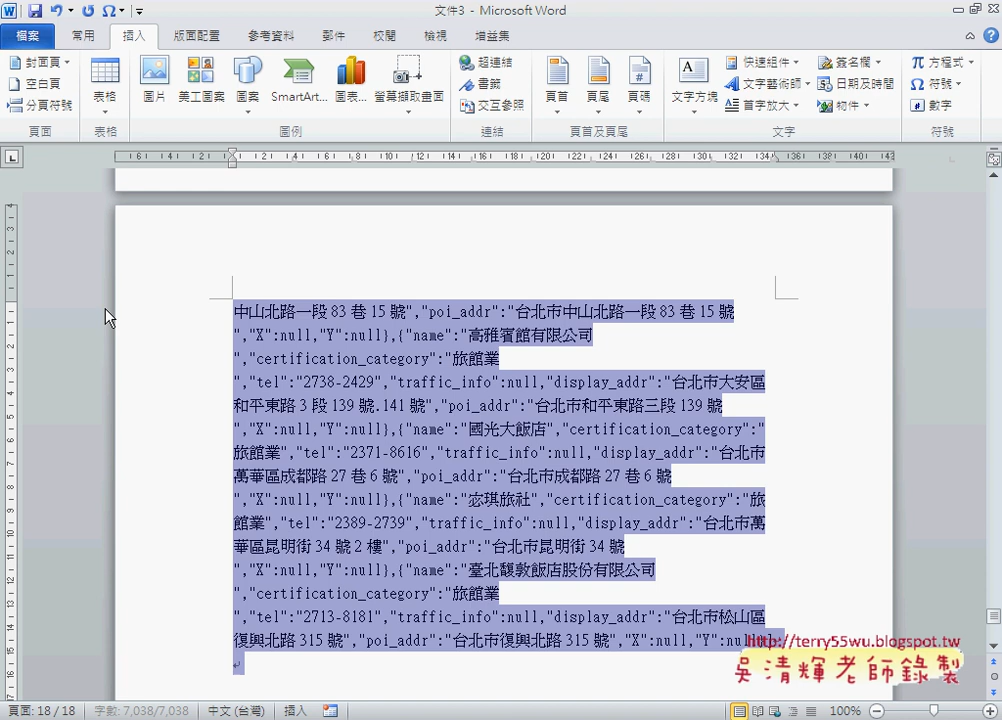 文件3 - Microsoft Word
檔案 常用 插入 版面配置 參考資料 郵件 校閱 檢視 增益集
封面頁
空白頁
分頁符號
頁面
表格
表格
圖片 美工圖案 圖案 SmartArt... 圖表... 螢幕擷取畫面
圖例
超連結
書籤
交互參照
連結
頁首 頁尾 頁碼
頁首及頁尾
文字方塊
快速組件
文字藝術師
首字放大
簽名欄
日期及時間
物件
文字
方程式
符號
數字
符號
中山北路一段 83 巷 15 號","poi_addr":"台北市中山北路一段 83 巷 15 號
","X":null,"Y":null},{"name":"高雅賓館有限公司
","certification_category":"旅館業
","tel":"2738-2429","traffic_info":null,"display_addr":"台北市大安區
和平東路 3 段 139 號.141 號","poi_addr":"台北市和平東路三段 139 號
","X":null,"Y":null},{"name":"國光大飯店","certification_category":"
旅館業","tel":"2371-8616","traffic_info":null,"display_addr":"台北市
萬華區成都路 27 巷 6 號","poi_addr":"台北市成都路 27 巷 6 號
","X":null,"Y":null},{"name":"宓琪旅社","certification_category":"旅
館業","tel":"2389-2739","traffic_info":null,"display_addr":"台北市萬
華區昆明街 34 號 2 樓","poi_addr":"台北市昆明街 34 號
","X":null,"Y":null},{"name":"臺北馥敦飯店股份有限公司
","certification_category":"旅館業
","tel":"2713-8181","traffic_info":null,"display_addr":"台北市松山區
復興北路 315 號","poi_addr":"台北市復興北路 315 號","X":null,"Y":nu
http://terry55wu.blogspot.tw
吳清輝老師錄製
頁面: 18 / 18 字數: 7,038/7,038 中文 (台灣) 插入 100%